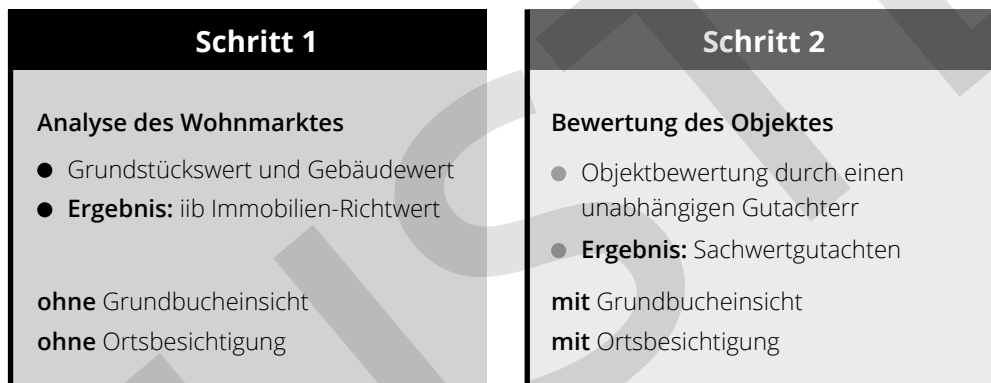 Schritt 1
Analyse des Wohnmarktes
Grundstückswert und Gebäudewert
Ergebnis: iib Immobilien-Richtwert
ohne Grundbucheinsicht
ohne Ortsbesichtigung
Schritt 2
Bewertung des Objektes
Objektbewertung durch einen
unabhängigen Gutachterr
Ergebnis: Sachwertgutachten
mit Grundbucheinsicht
mit Ortsbesichtigung